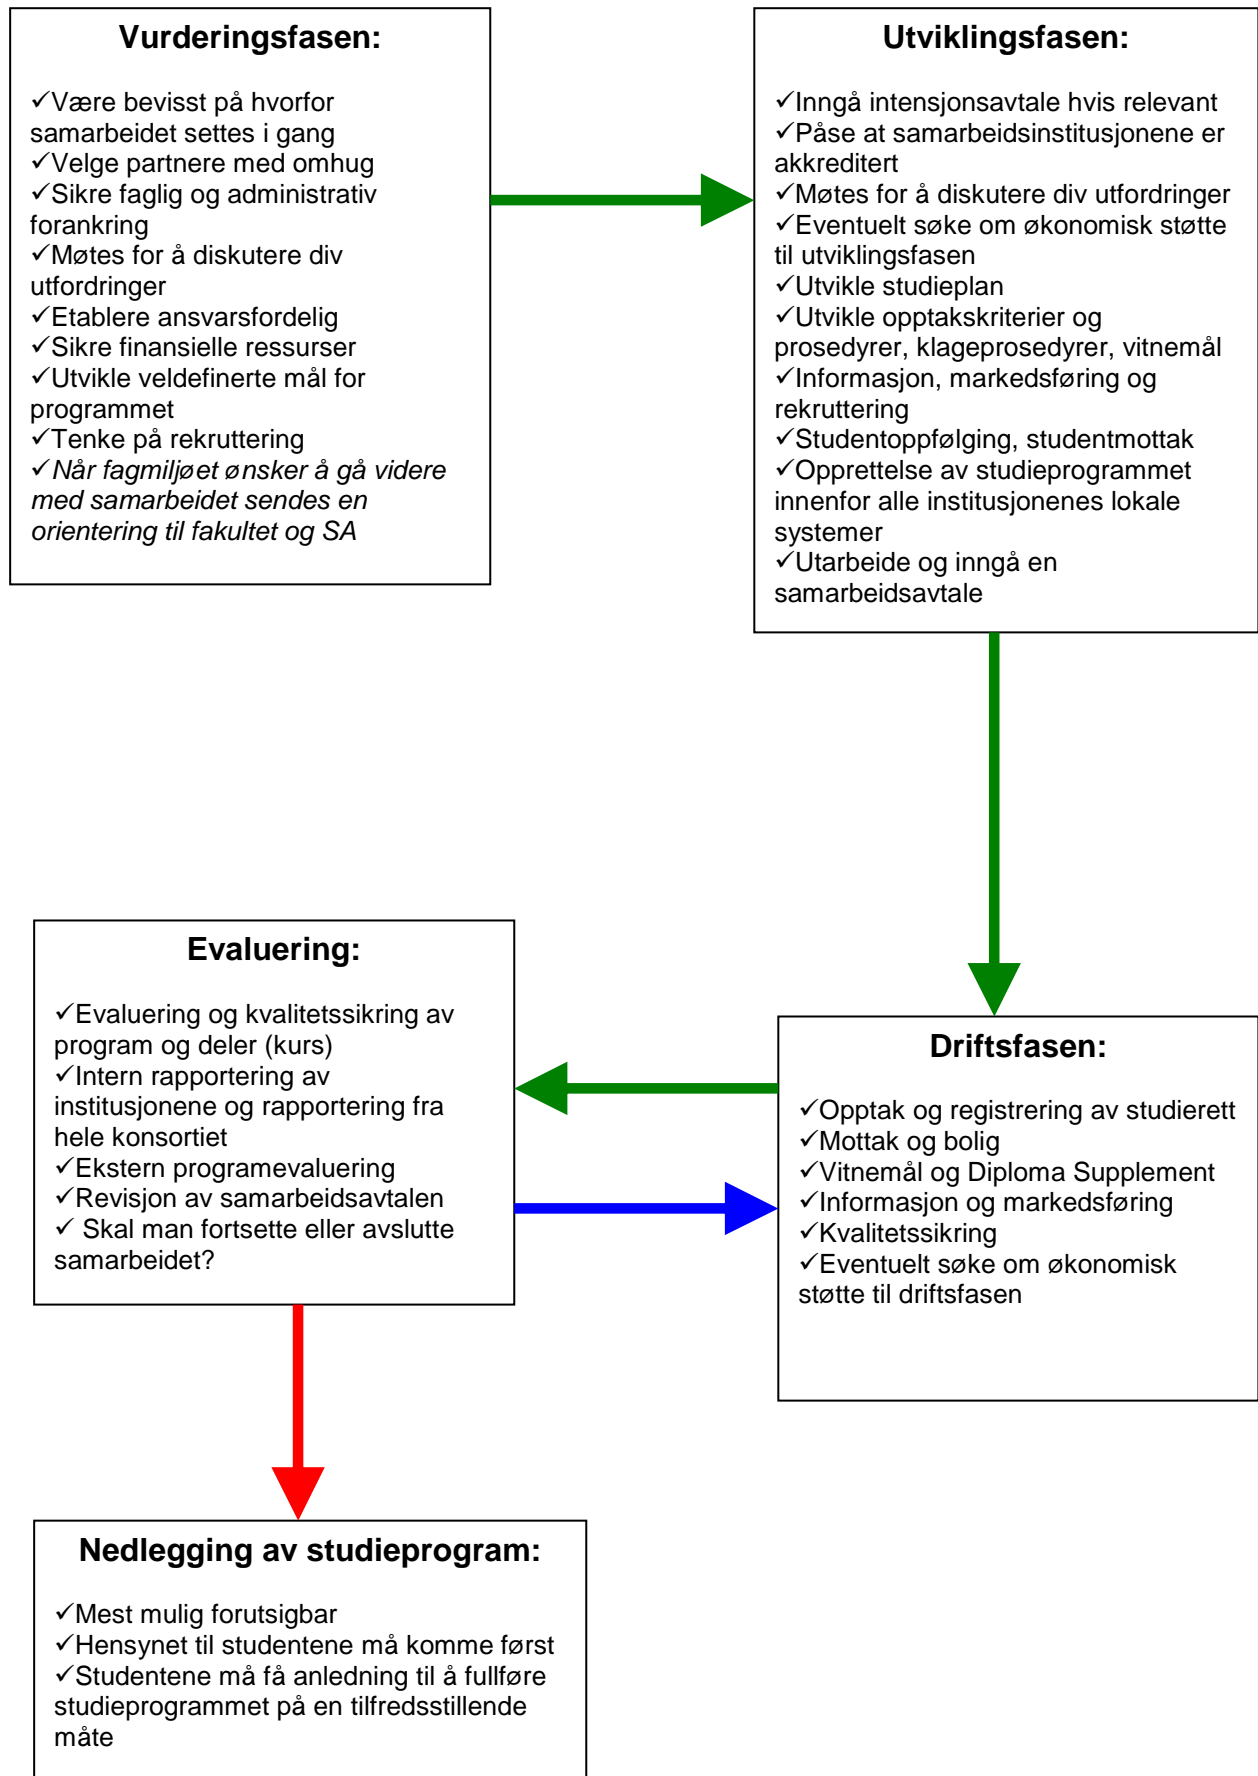 Vurderingsfasen:
✓Være bevisst på hvorfor
samarbeidet settes i gang
✓Velge partnere med omhug
✓Sikre faglig og administrativ
forankring
✓Møtes for å diskutere div
utfordringer
✓Etablere ansvarsfordelig
✓Sikre finansielle ressurser
✓Utvikle veldefinerte mål for
programmet
✓Tenke på rekruttering
✓Når fagmiljøet ønsker å gå videre
med samarbeidet sendes en
orientering til fakultet og SA
Utviklingsfasen:
✓Inngå intensjonsavtale hvis relevant
✓Påse at samarbeidsinstitusjonene er
akkreditert
✓Møtes for å diskutere div utfordringer
✓Eventuelt søke om økonomisk støtte
til utviklingsfasen
✓Utvikle studieplan
✓Utvikle opptakskriterier og
prosedyrer, klageprosedyrer, vitnemål
✓Informasjon, markedsføring og
rekruttering
✓Studentoppfølging, studentmottak
✓Opprettelse av studieprogrammet
innenfor alle institusjonenes lokale
systemer
✓Utarbeide og inngå en
samarbeidsavtale
Evaluering:
✓Evaluering og kvalitetssikring av
program og deler (kurs)
✓Intern rapportering av
institusjonene og rapportering fra
hele konsortiet
✓Ekstern programevaluering
✓Revisjon av samarbeidsavtalen
✓ Skal man fortsette eller avslutte
samarbeidet?
Driftsfasen:
✓Opptak og registrering av studierett
✓Mottak og bolig
✓Vitnemål og Diploma Supplement
✓Informasjon og markedsføring
✓Kvalitetssikring
✓Eventuelt søke om økonomisk
støtte til driftsfasen
Nedlegging av studieprogram:
✓Mest mulig forutsigbar
✓Hensynet til studentene må komme først
✓Studentene må få anledning til å fullføre
studieprogrammet på en tilfredsstillende
måte